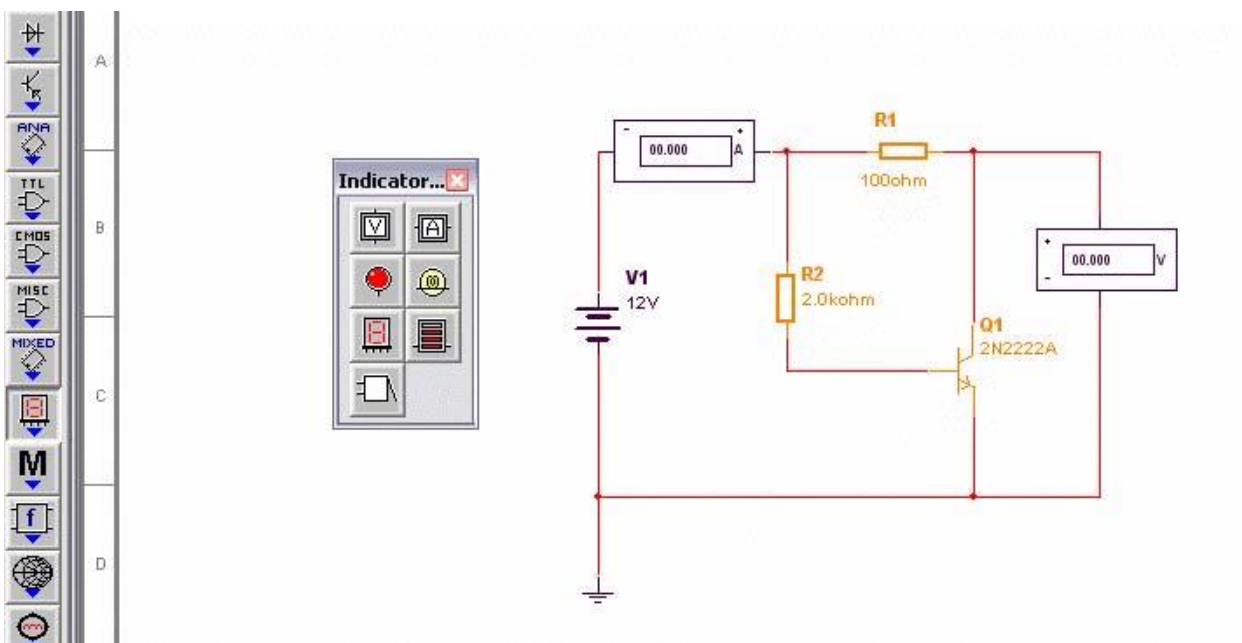 ANA
TTL
CMOS
MISC
MIXED
M
f
A
B
C
D
Indicator...
V
A
- +
00.000 A
R1
100ohm
V1
12V
R2
2.0kohm
+
00.000 V
-
Q1
2N2222A